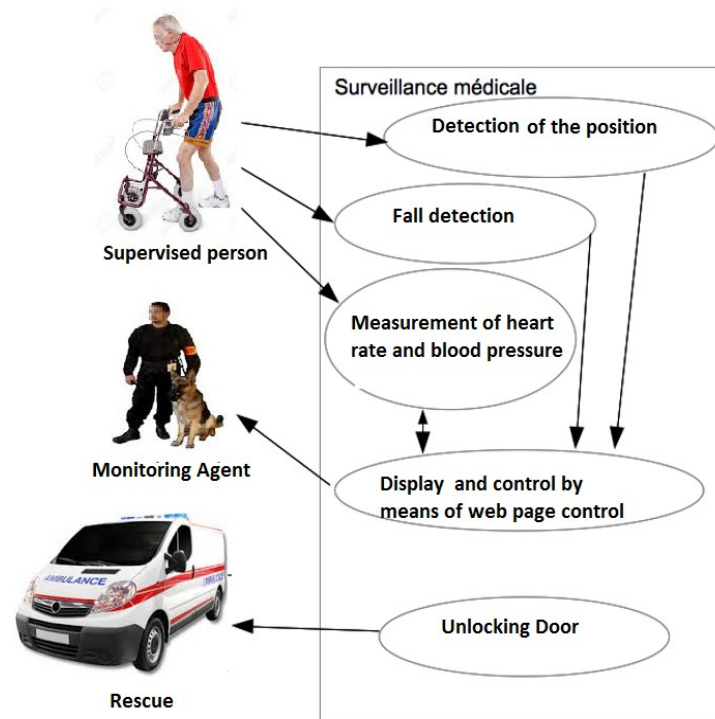 Surveillance médicale
Detection of the position
Fall detection
Supervised person
Measurement of heart
rate and blood pressure
Monitoring Agent
Display and control by
means of web page control
AMBULANCE
Unlocking Door
Rescue